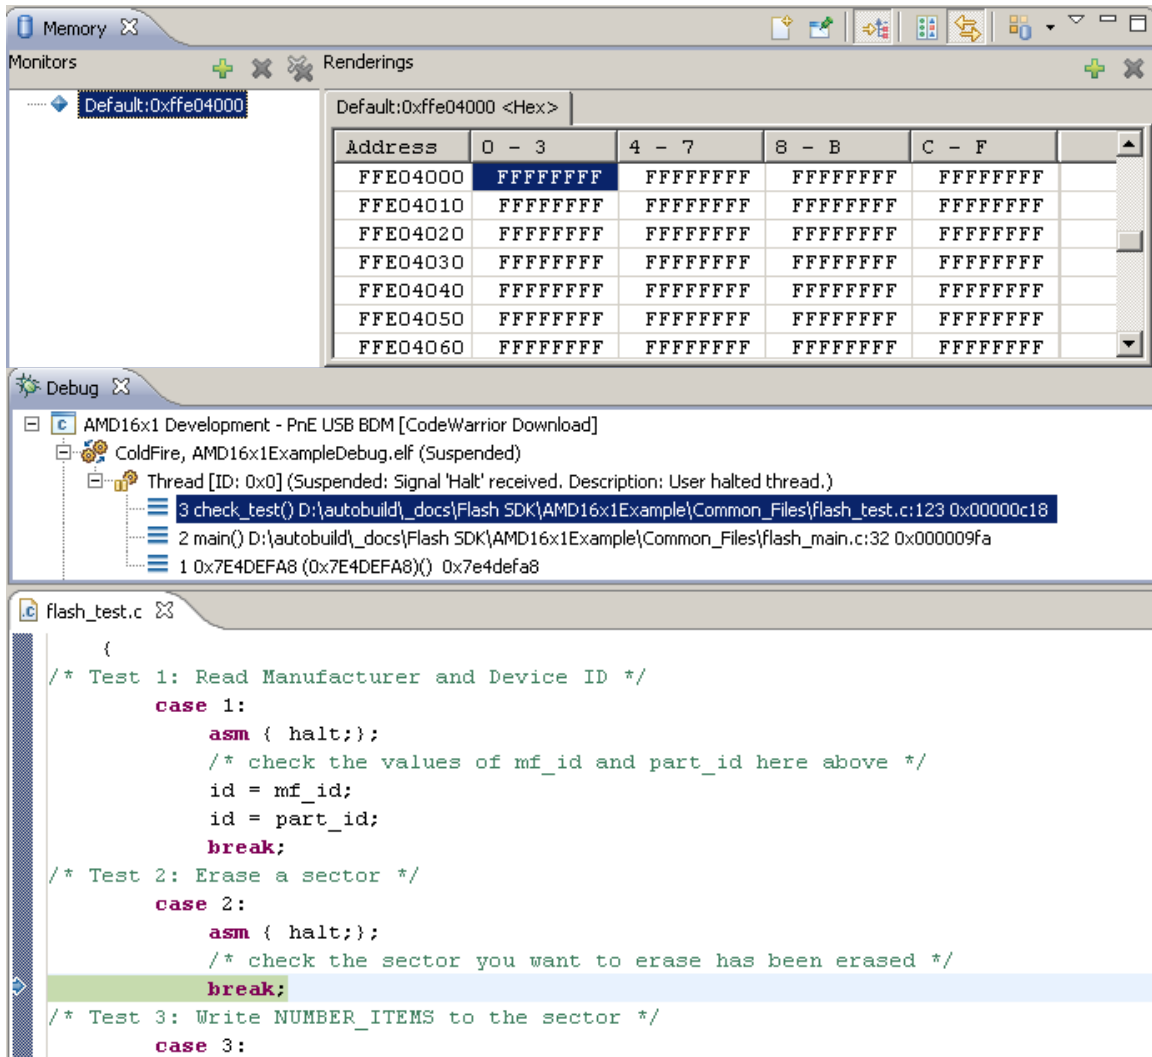 Memory
Monitors
Renderings
Default:0xffe04000
Default:0xffe04000 <Hex>
Address 0 - 3 4 - 7 8 - B C - F
FFE04000 FFFFFFFF FFFFFFFF FFFFFFFF FFFFFFFF
FFE04010 FFFFFFFF FFFFFFFF FFFFFFFF FFFFFFFF
FFE04020 FFFFFFFF FFFFFFFF FFFFFFFF FFFFFFFF
FFE04030 FFFFFFFF FFFFFFFF FFFFFFFF FFFFFFFF
FFE04040 FFFFFFFF FFFFFFFF FFFFFFFF FFFFFFFF
FFE04050 FFFFFFFF FFFFFFFF FFFFFFFF FFFFFFFF
FFE04060 FFFFFFFF FFFFFFFF FFFFFFFF FFFFFFFF
Debug
AMD16x1 Development - PnE USB BDM [CodeWarrior Download]
ColdFire, AMD16x1ExampleDebug.elf (Suspended)
Thread [ID: 0x0] (Suspended: Signal 'Halt' received. Description: User halted thread.)
3 check_test() D:\autobuild\_docs\Flash SDK\AMD16x1Example\Common_Files\flash_test.c:123 0x00000c18
2 main() D:\autobuild\_docs\Flash SDK\AMD16x1Example\Common_Files\flash_main.c:32 0x000009fa
1 0x7E4DEFA8 (0x7E4DEFA8)() 0x7e4defa8
flash_test.c
{
/* Test 1: Read Manufacturer and Device ID */
case 1:
asm { halt;};
/* check the values of mf_id and part_id here above */
id = mf_id;
id = part_id;
break;
/* Test 2: Erase a sector */
case 2:
asm { halt;};
/* check the sector you want to erase has been erased */
break;
/* Test 3: Write NUMBER_ITEMS to the sector */
case 3: